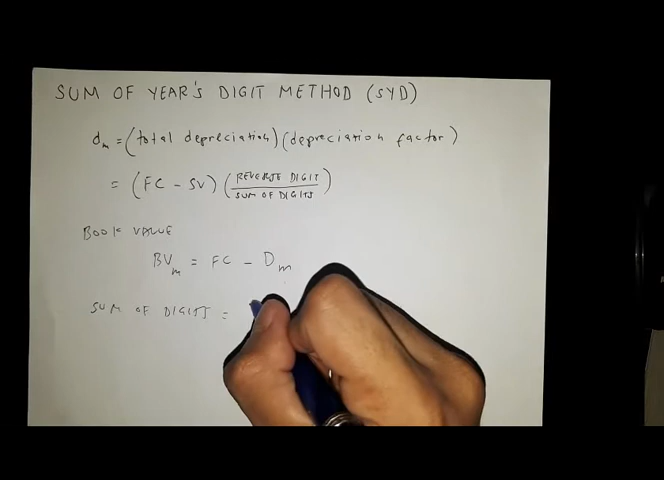 SUM OF YEAR'S DIGIT METHOD (SYD)
dm = (total depreciation) (depreciation factor)
= (FC - SV) (REVERSE DIGIT / SUM OF DIGITS)
BOOK VALUE
BVm = FC - Dm
SUM OF DIGITS =